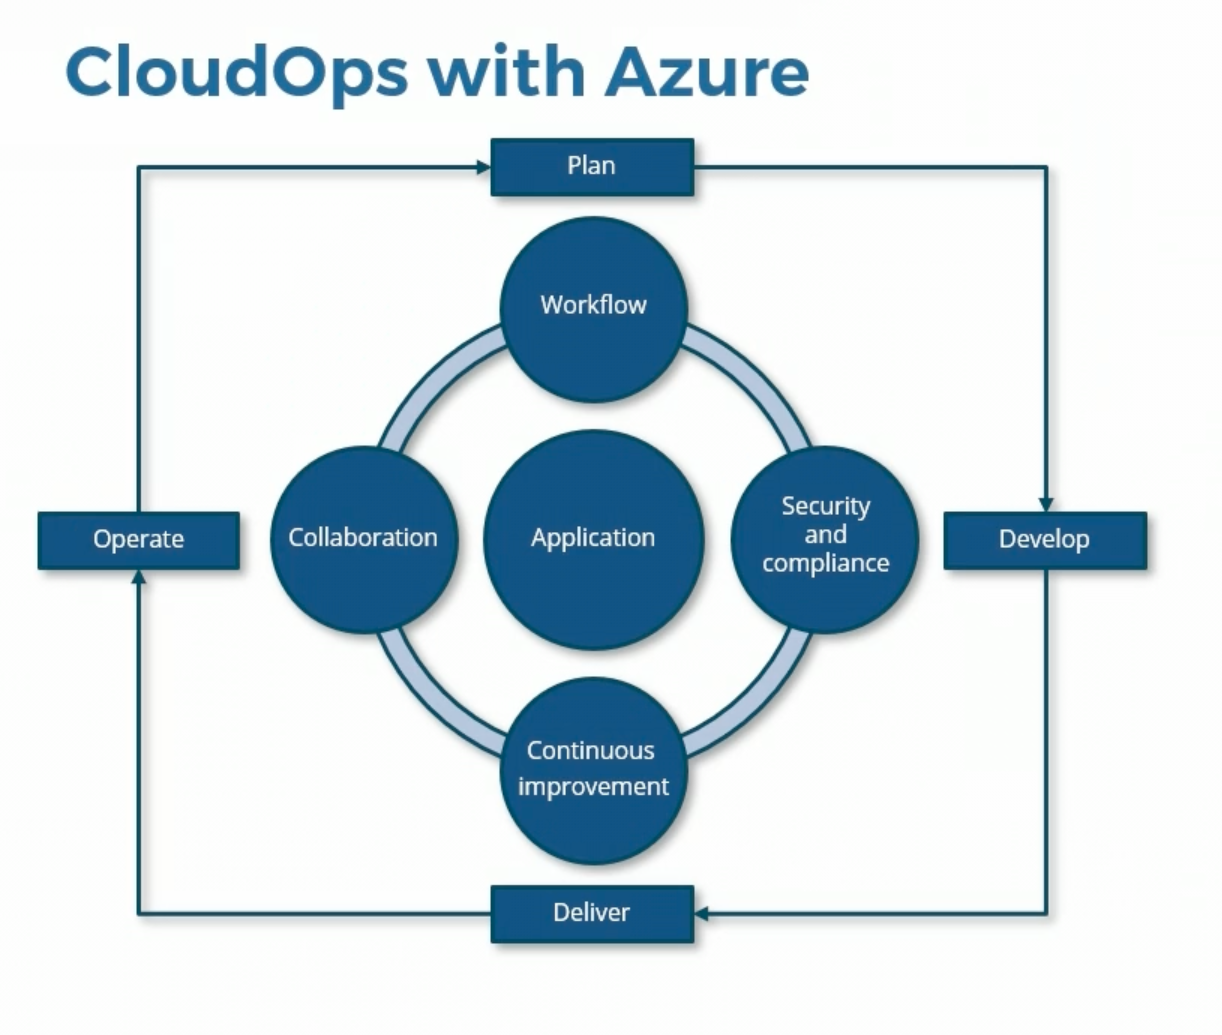 CloudOps with Azure
Plan
Workflow
Operate
Collaboration
Application
Security
and
compliance
Develop
Continuous
improvement
Deliver